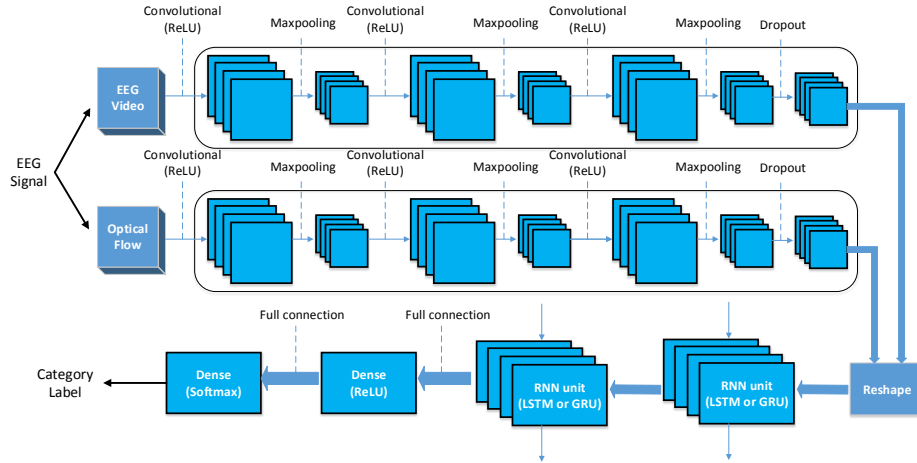 Convolutional
(ReLU)
Maxpooling
Convolutional
(ReLU)
Maxpooling
Convolutional
(ReLU)
Maxpooling
Dropout
EEG
Video
EEG
Signal
Convolutional
(ReLU)
Maxpooling
Convolutional
(ReLU)
Maxpooling
Convolutional
(ReLU)
Maxpooling
Dropout
Optical
Flow
Full connection
Full connection
Category
Label
Dense
(Softmax)
Dense
(ReLU)
RNN unit
(LSTM or GRU)
RNN unit
(LSTM or GRU)
Reshape